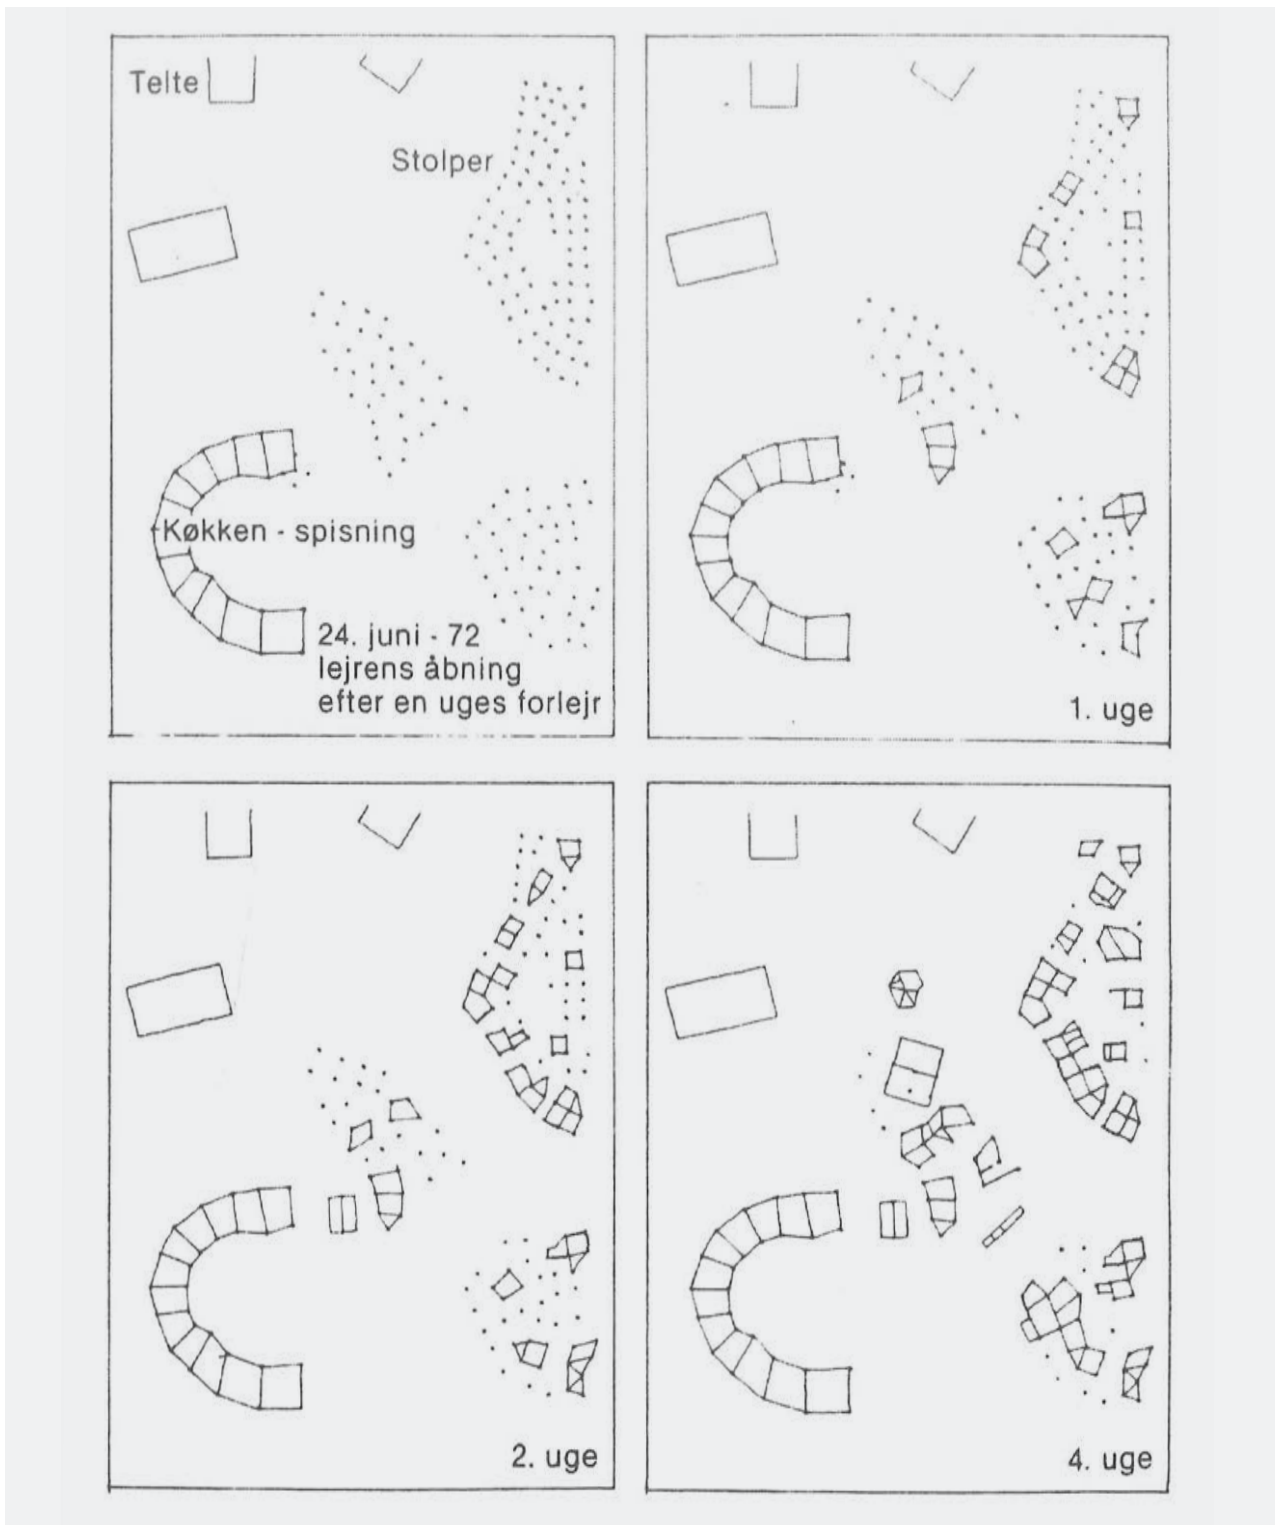 Telte
Stolper
Køkken - spisning
24. juni - 72
lejrens åbning
efter en uges forlejr
1. uge
2. uge
4. uge